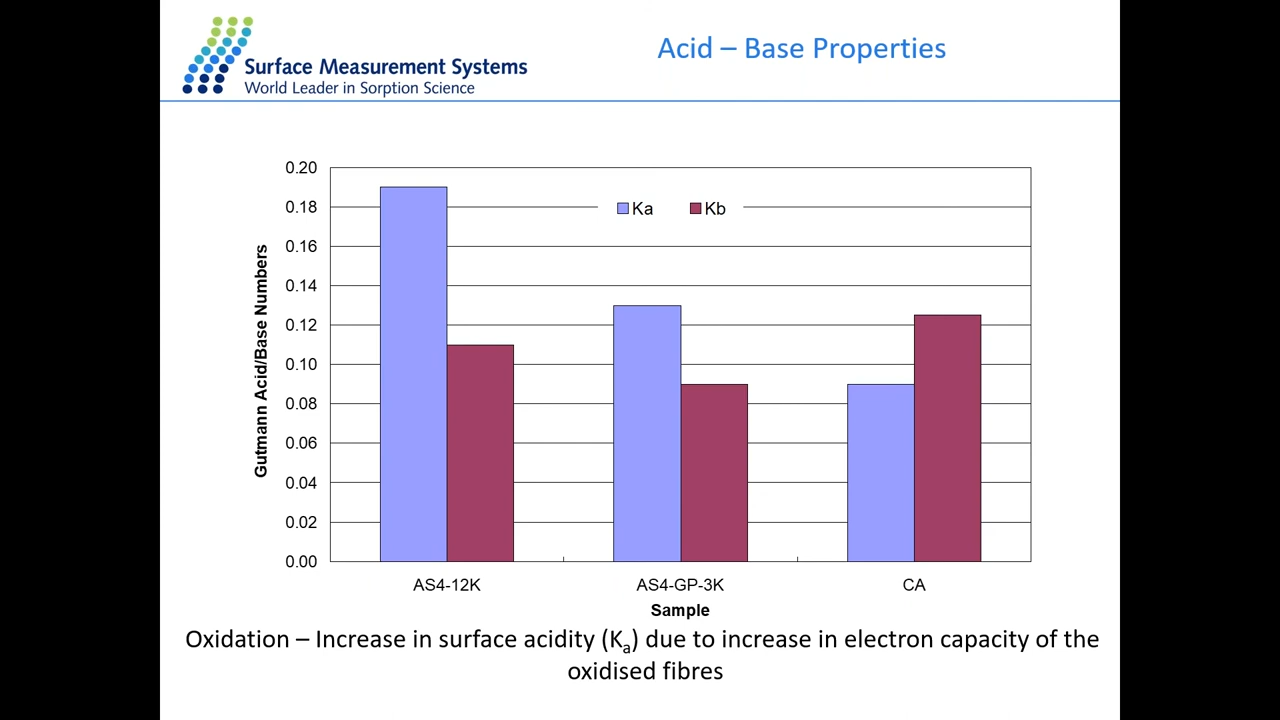 Surface Measurement Systems
World Leader in Sorption Science
Acid – Base Properties
0.20
0.18
0.16
0.14
0.12
0.10
0.08
0.06
0.04
0.02
0.00
Gutmann Acid/Base Numbers
Ka Kb
AS4-12K AS4-GP-3K CA
Sample
Oxidation – Increase in surface acidity (Ka) due to increase in electron capacity of the
oxidised fibres